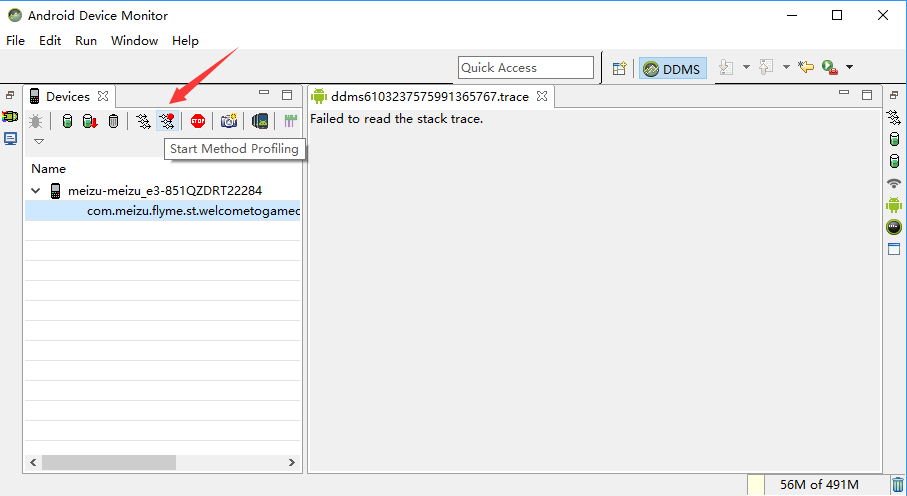 Android Device Monitor
File Edit Run Window Help
Quick Access
DDMS
Devices
ddms6103237575991365767.trace
STOP
Failed to read the stack trace.
Start Method Profiling
Name
meizu-meizu_e3-851QZDRT22284
com.meizu.flyme.st.welcometogamec
56M of 491M